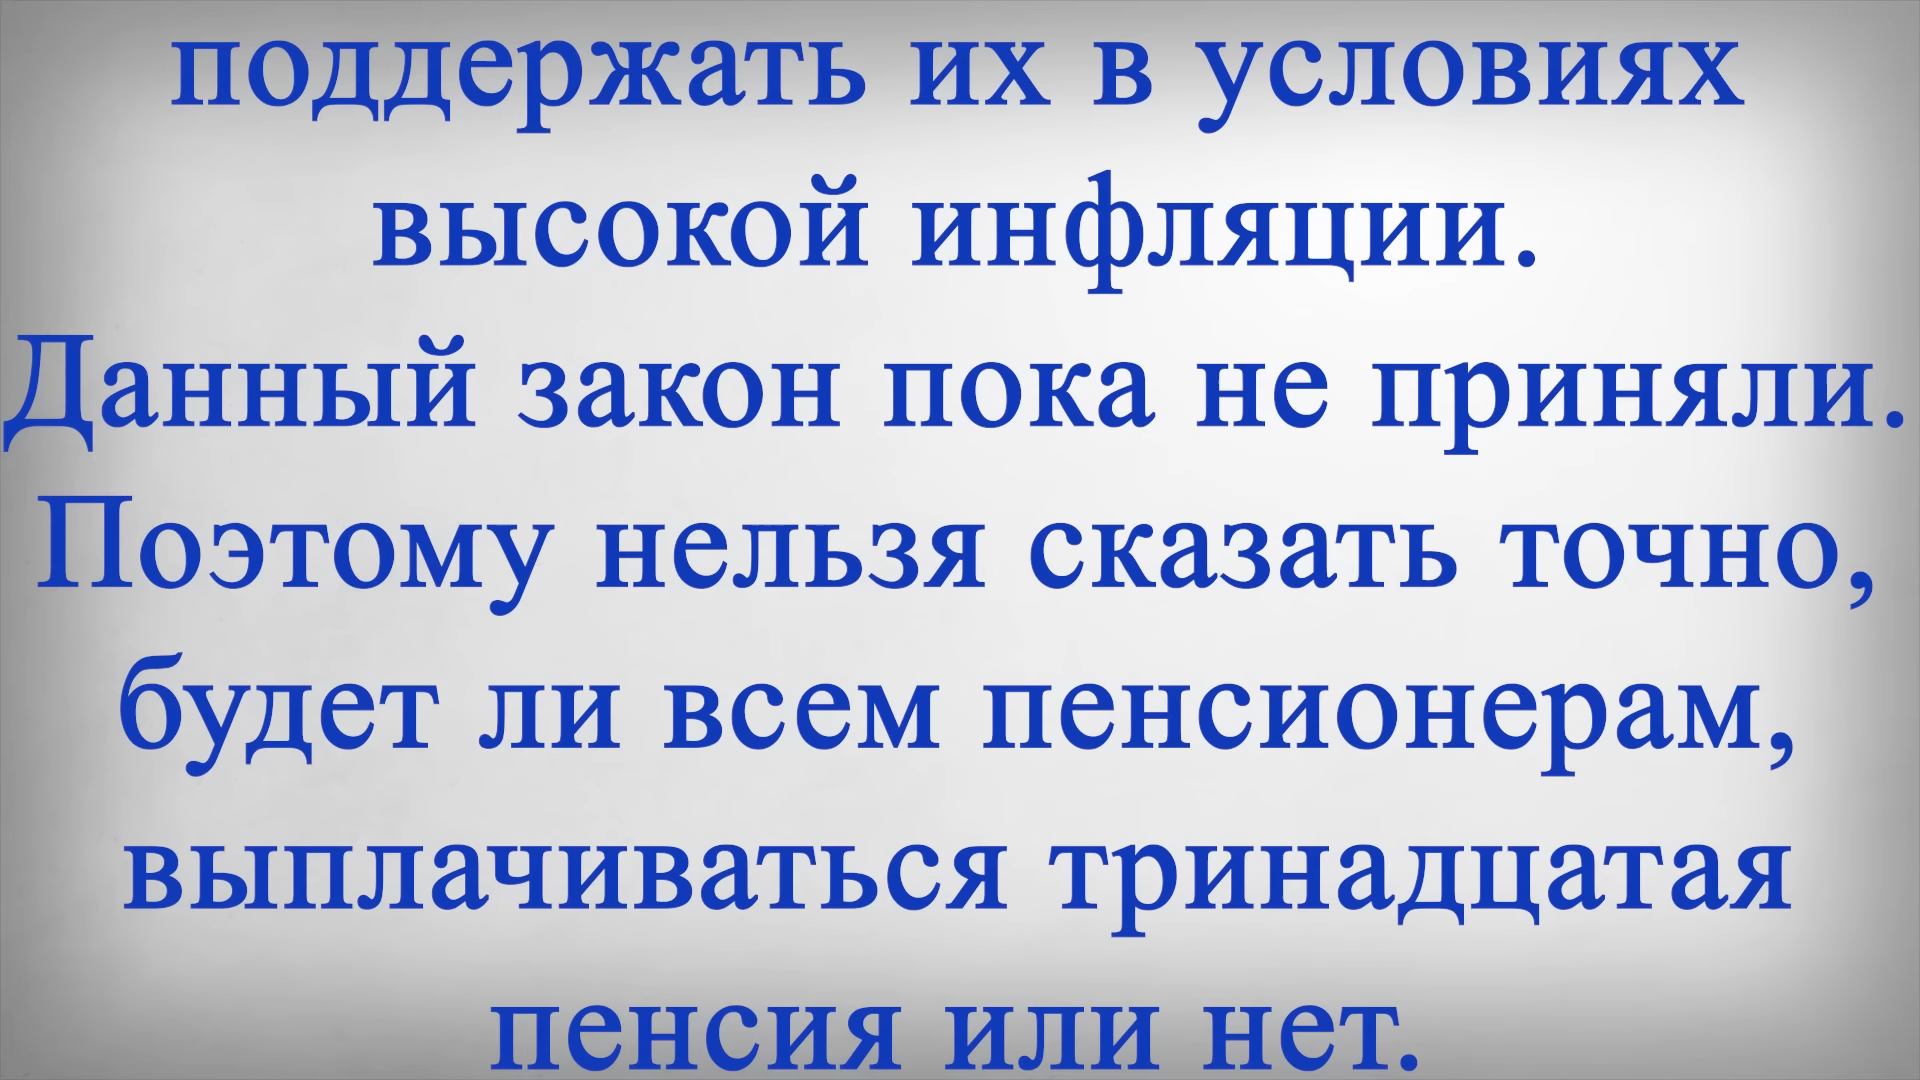 поддержать их в условиях
высокой инфляции.
Данный закон пока не приняли.
Поэтому нельзя сказать точно,
будет ли всем пенсионерам,
выплачиваться тринадцатая
пенсия или нет.